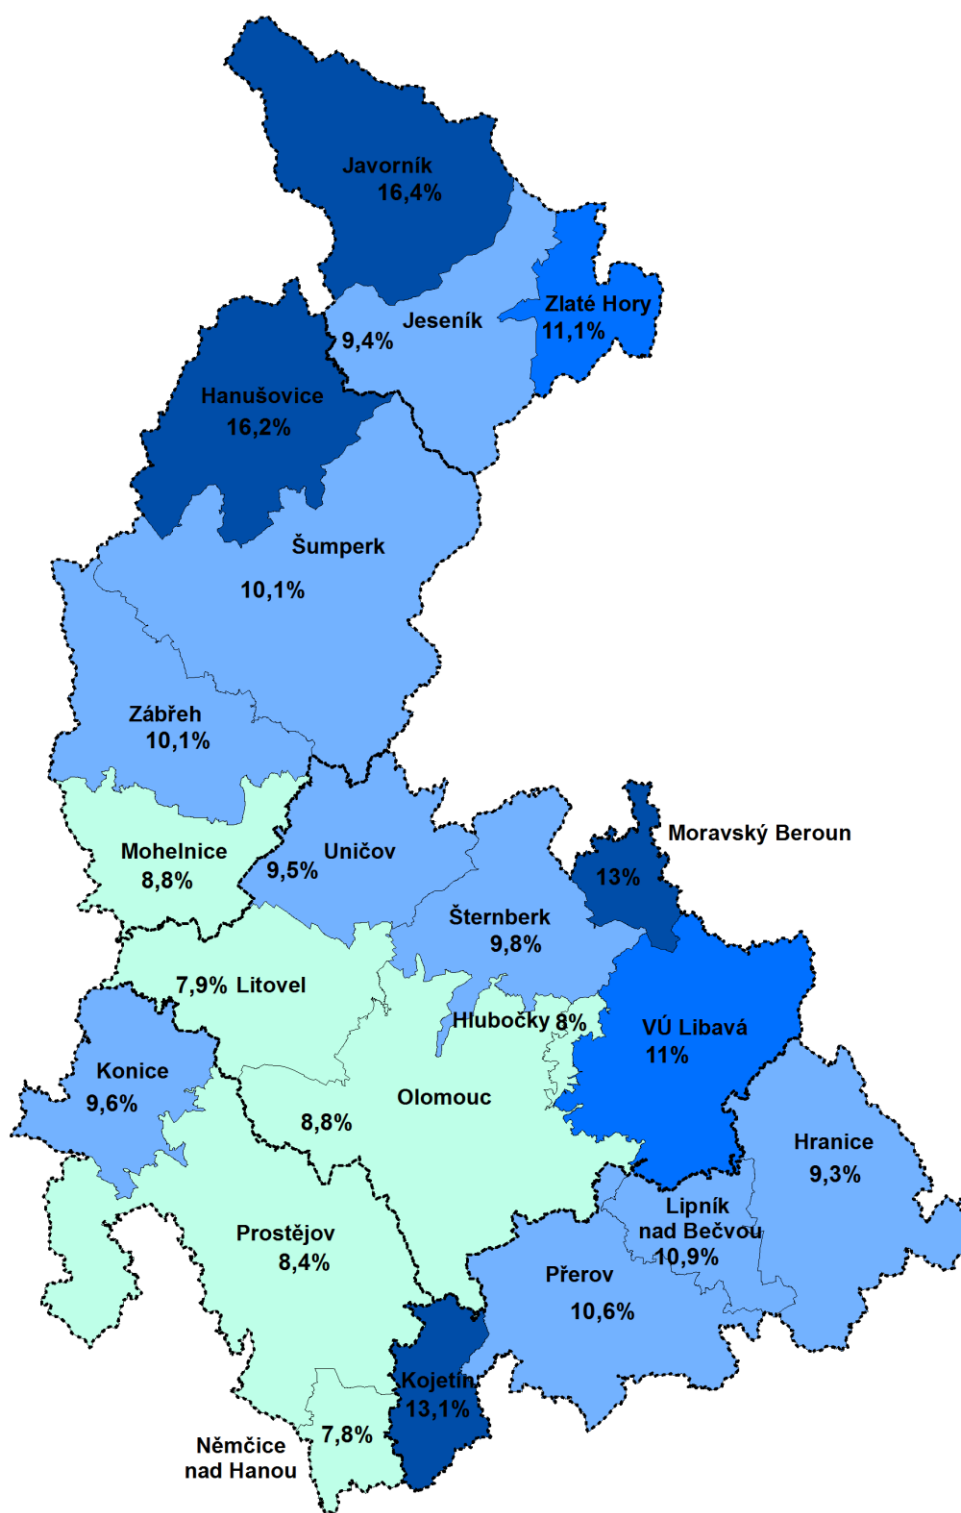 Javorník
16,4%
Zlaté Hory
11,1%
Jeseník
9,4%
Hanušovice
16,2%
Šumperk
10,1%
Zábřeh
10,1%
Moravský Beroun
13%
Mohelnice
8,8%
Uničov
9,5%
Šternberk
9,8%
7,9% Litovel
Hlubočky 8%
VÚ Libavá
11%
Konice
9,6%
Olomouc
8,8%
Hranice
9,3%
Lipník
nad Bečvou
10,9%
Prostějov
8,4%
Přerov
10,6%
Kojetín
13,1%
7,8%
Němčice
nad Hanou